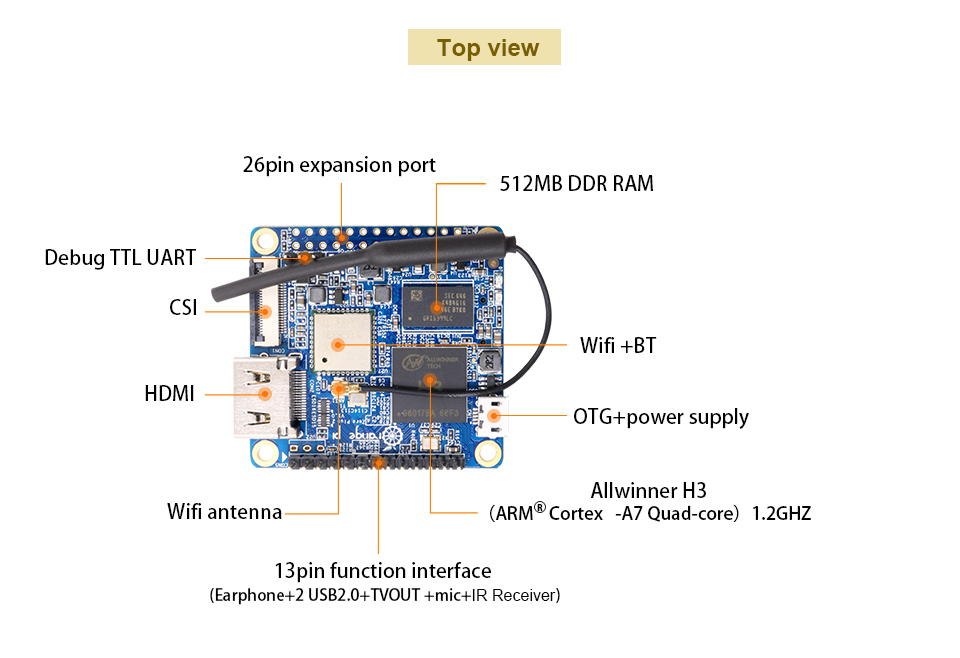 Top view
26pin expansion port
512MB DDR RAM
Debug TTL UART
CSI
Wifi +BT
HDMI
OTG+power supply
ALLWINNER
TECH
Allwinner H3
(ARM® Cortex -A7 Quad-core) 1.2GHZ
Wifi antenna
13pin function interface
(Earphone+2 USB2.0+TVOUT +mic+IR Receiver)